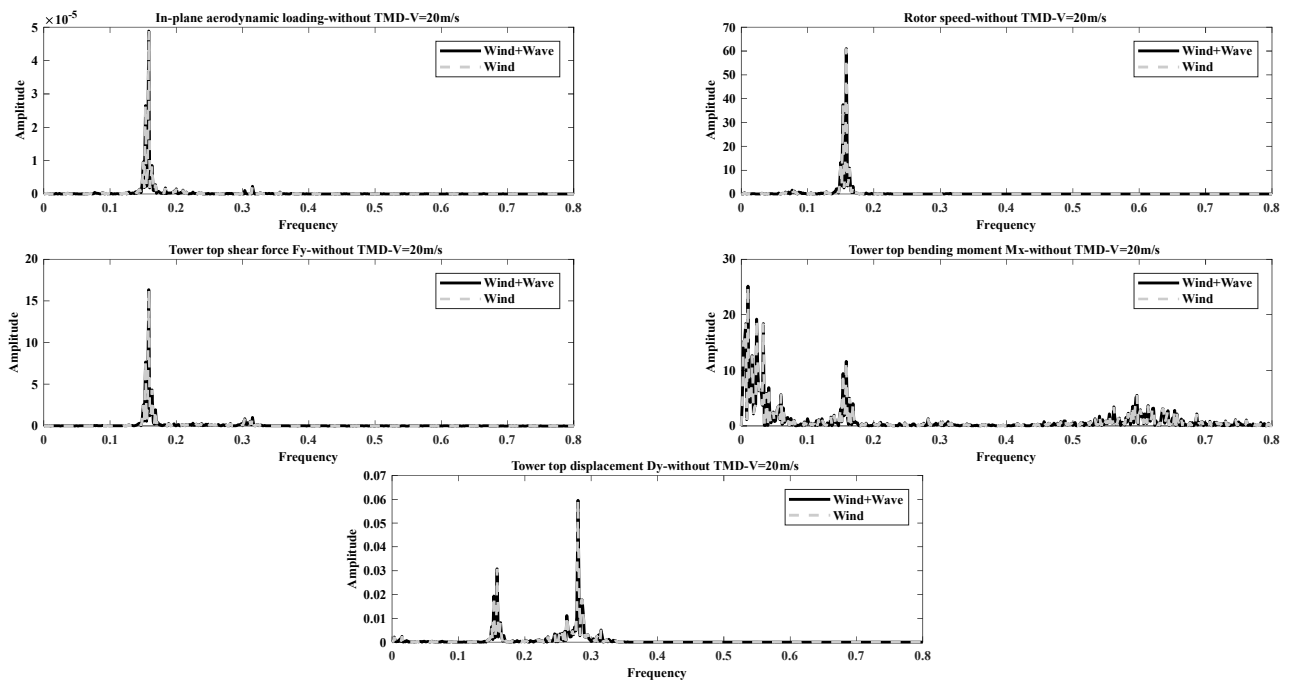 In-plane aerodynamic loading-without TMD-V=20m/s
×10^-5
5
4
3
2
1
0
Amplitude
Wind+Wave
Wind
0 0.1 0.2 0.3 0.4 0.5 0.6 0.7 0.8
Frequency
Rotor speed-without TMD-V=20m/s
70
60
50
40
30
20
10
0
Amplitude
Wind+Wave
Wind
0 0.1 0.2 0.3 0.4 0.5 0.6 0.7 0.8
Frequency
Tower top shear force Fy-without TMD-V=20m/s
20
15
10
5
0
Amplitude
Wind+Wave
Wind
0 0.1 0.2 0.3 0.4 0.5 0.6 0.7 0.8
Frequency
Tower top bending moment Mx-without TMD-V=20m/s
30
20
10
0
Amplitude
Wind+Wave
Wind
0 0.1 0.2 0.3 0.4 0.5 0.6 0.7 0.8
Frequency
Tower top displacement Dy-without TMD-V=20m/s
0.07
0.06
0.05
0.04
0.03
0.02
0.01
0
Amplitude
Wind+Wave
Wind
0 0.1 0.2 0.3 0.4 0.5 0.6 0.7 0.8
Frequency